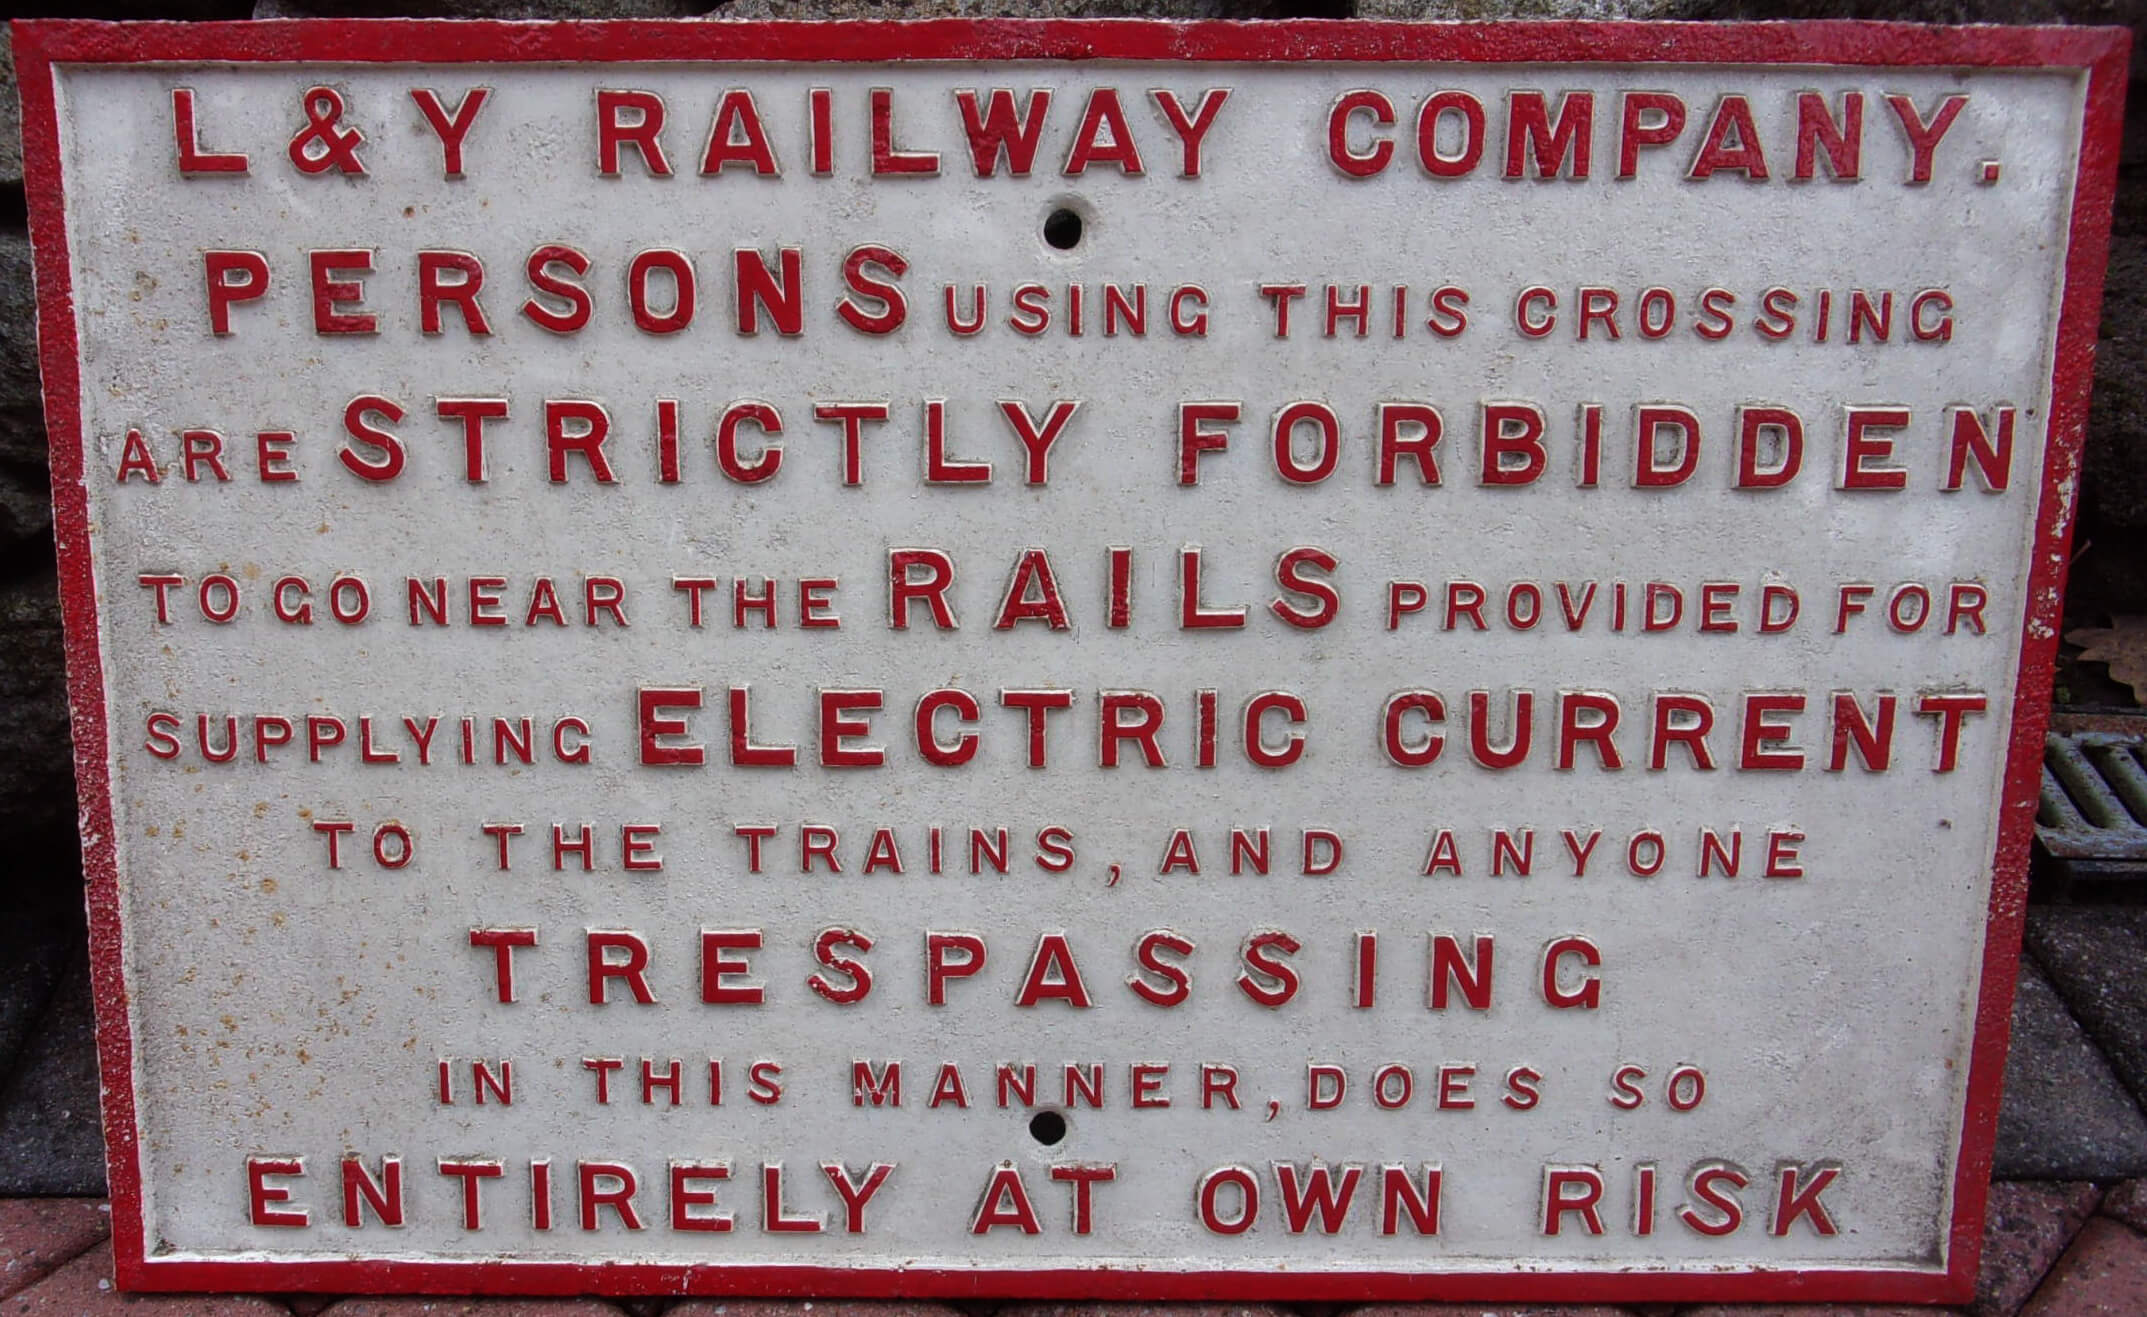 L & Y RAILWAY COMPANY.
PERSONS USING THIS CROSSING
ARE STRICTLY FORBIDDEN
TO GO NEAR THE RAILS PROVIDED FOR
SUPPLYING ELECTRIC CURRENT
TO THE TRAINS, AND ANYONE
TRESPASSING
IN THIS MANNER, DOES SO
ENTIRELY AT OWN RISK